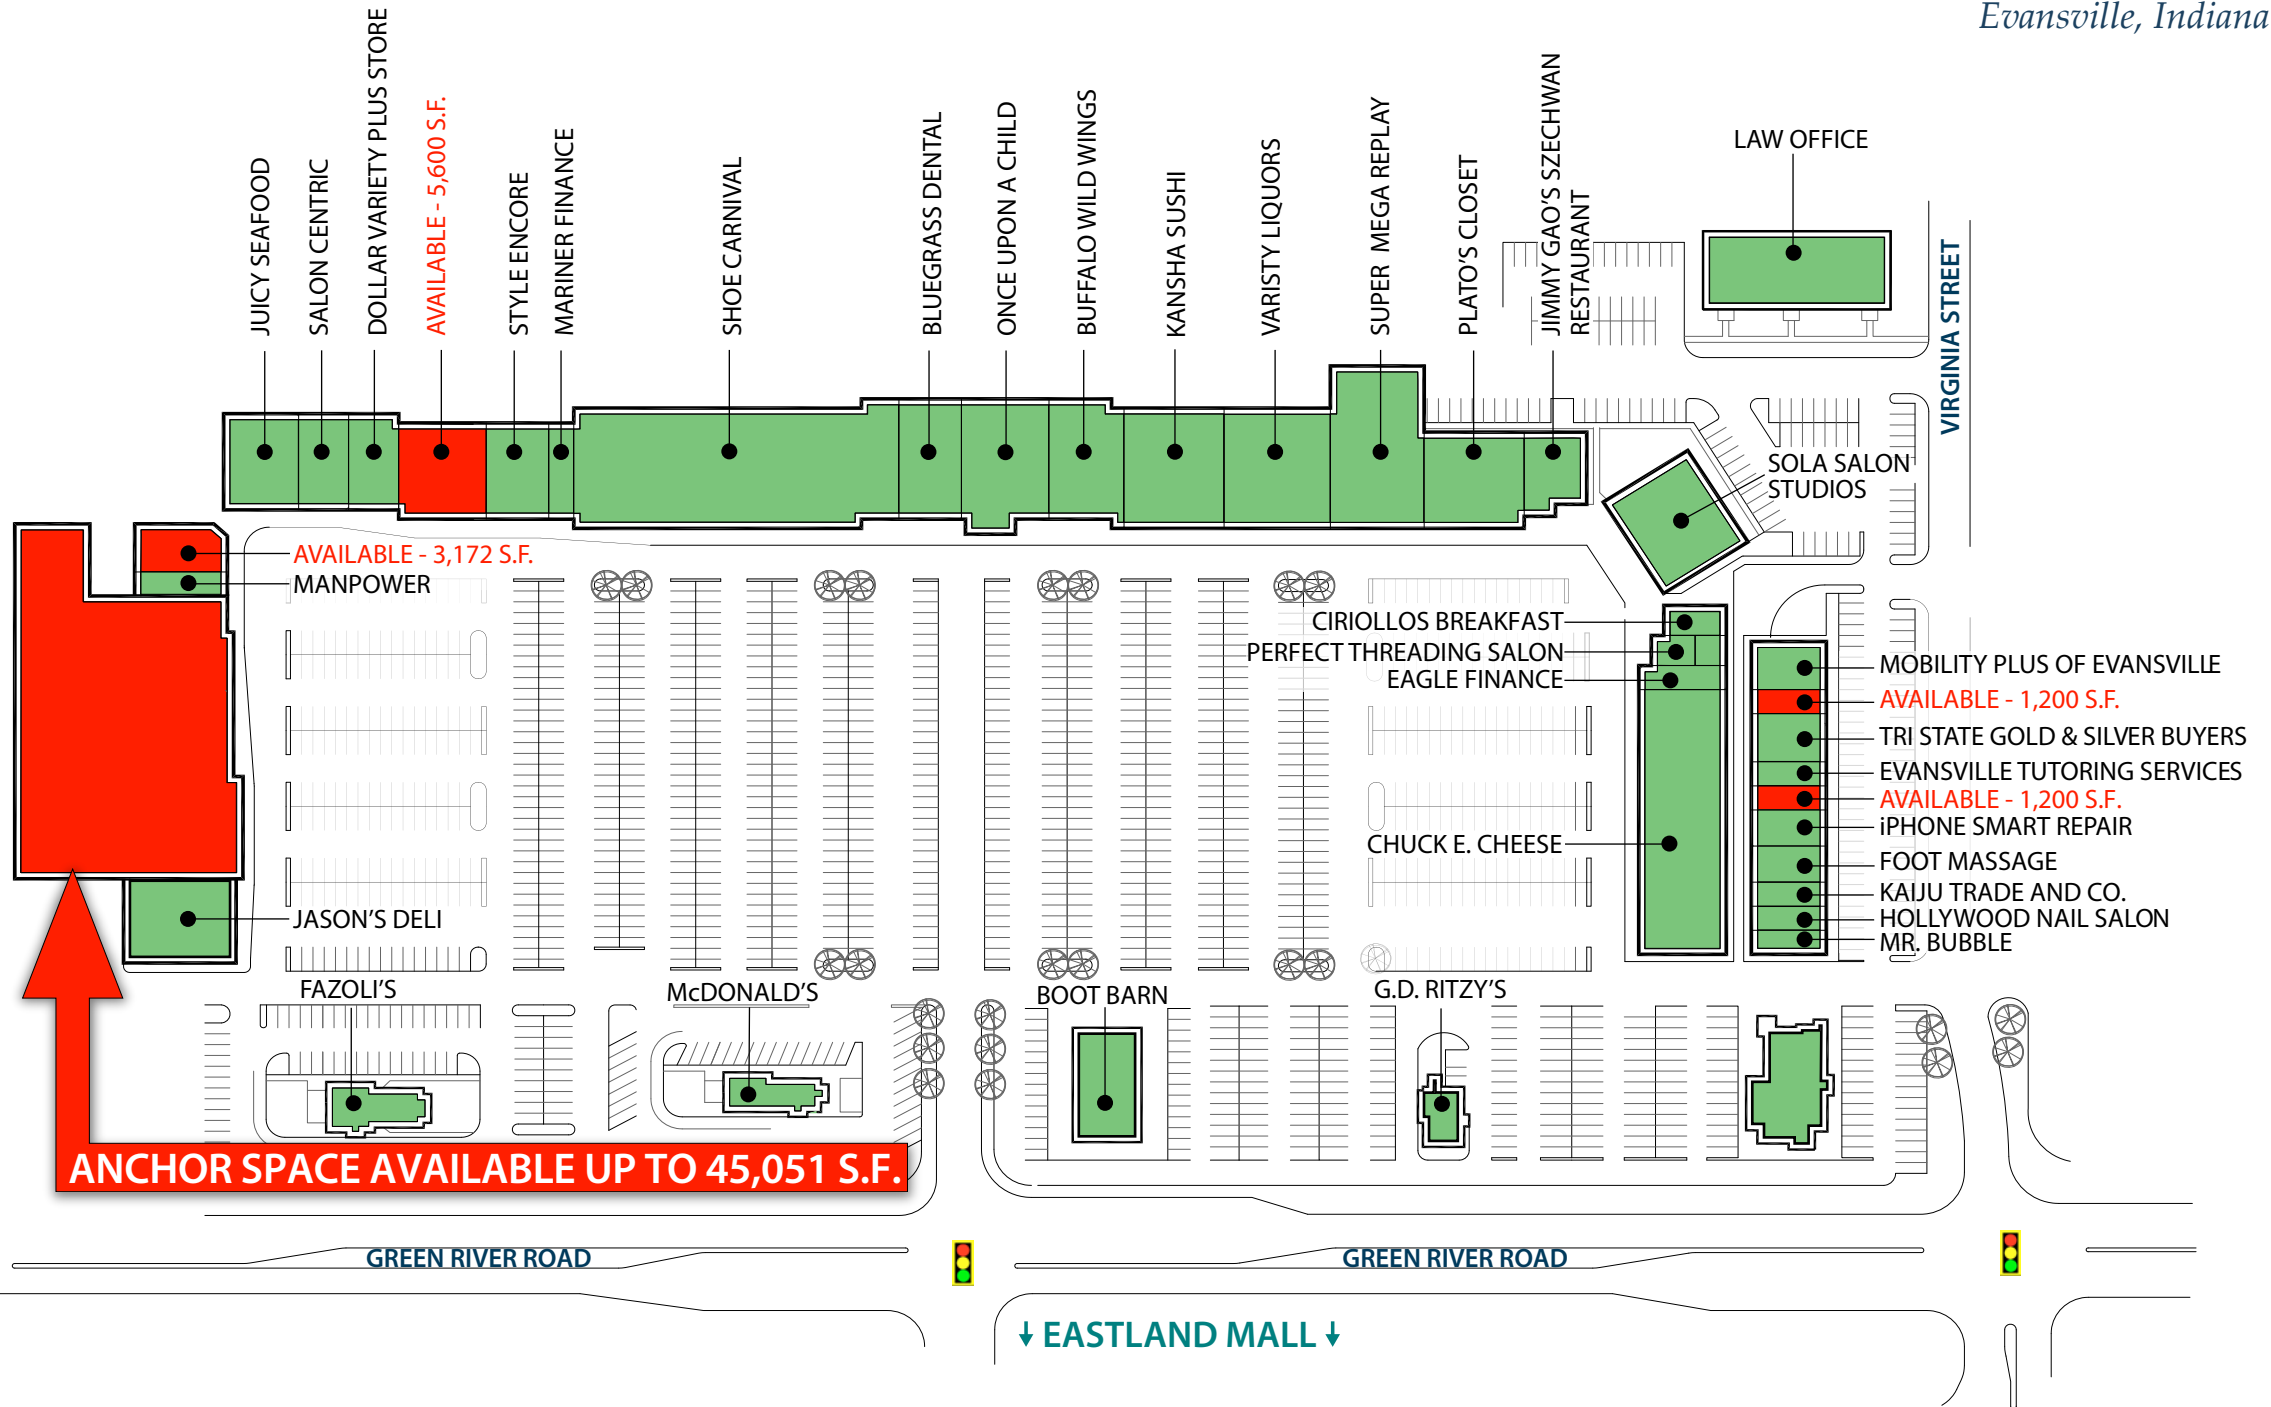 Evansville, Indiana
JUICY SEAFOOD
SALON CENTRIC
DOLLAR VARIETY PLUS STORE
AVAILABLE - 5,600 S.F.
STYLE ENCORE
MARINER FINANCE
SHOE CARNIVAL
BLUEGRASS DENTAL
ONCE UPON A CHILD
BUFFALO WILD WINGS
KANSHA SUSHI
VARISTY LIQUORS
SUPER MEGA REPLAY
PLATO'S CLOSET
JIMMY GAO'S SZECHWAN
RESTAURANT
LAW OFFICE
VIRGINIA STREET
SOLA SALON
STUDIOS
AVAILABLE - 3,172 S.F.
MANPOWER
CIRIOLLOS BREAKFAST
PERFECT THREADING SALON
EAGLE FINANCE
CHUCK E. CHEESE
MOBILITY PLUS OF EVANSVILLE
AVAILABLE - 1,200 S.F.
TRI STATE GOLD & SILVER BUYERS
EVANSVILLE TUTORING SERVICES
AVAILABLE - 1,200 S.F.
iPHONE SMART REPAIR
FOOT MASSAGE
KAIJU TRADE AND CO.
HOLLYWOOD NAIL SALON
MR. BUBBLE
JASON'S DELI
FAZOLI'S
McDONALD'S
BOOT BARN
G.D. RITZY'S
ANCHOR SPACE AVAILABLE UP TO 45,051 S.F.
GREEN RIVER ROAD
GREEN RIVER ROAD
EASTLAND MALL